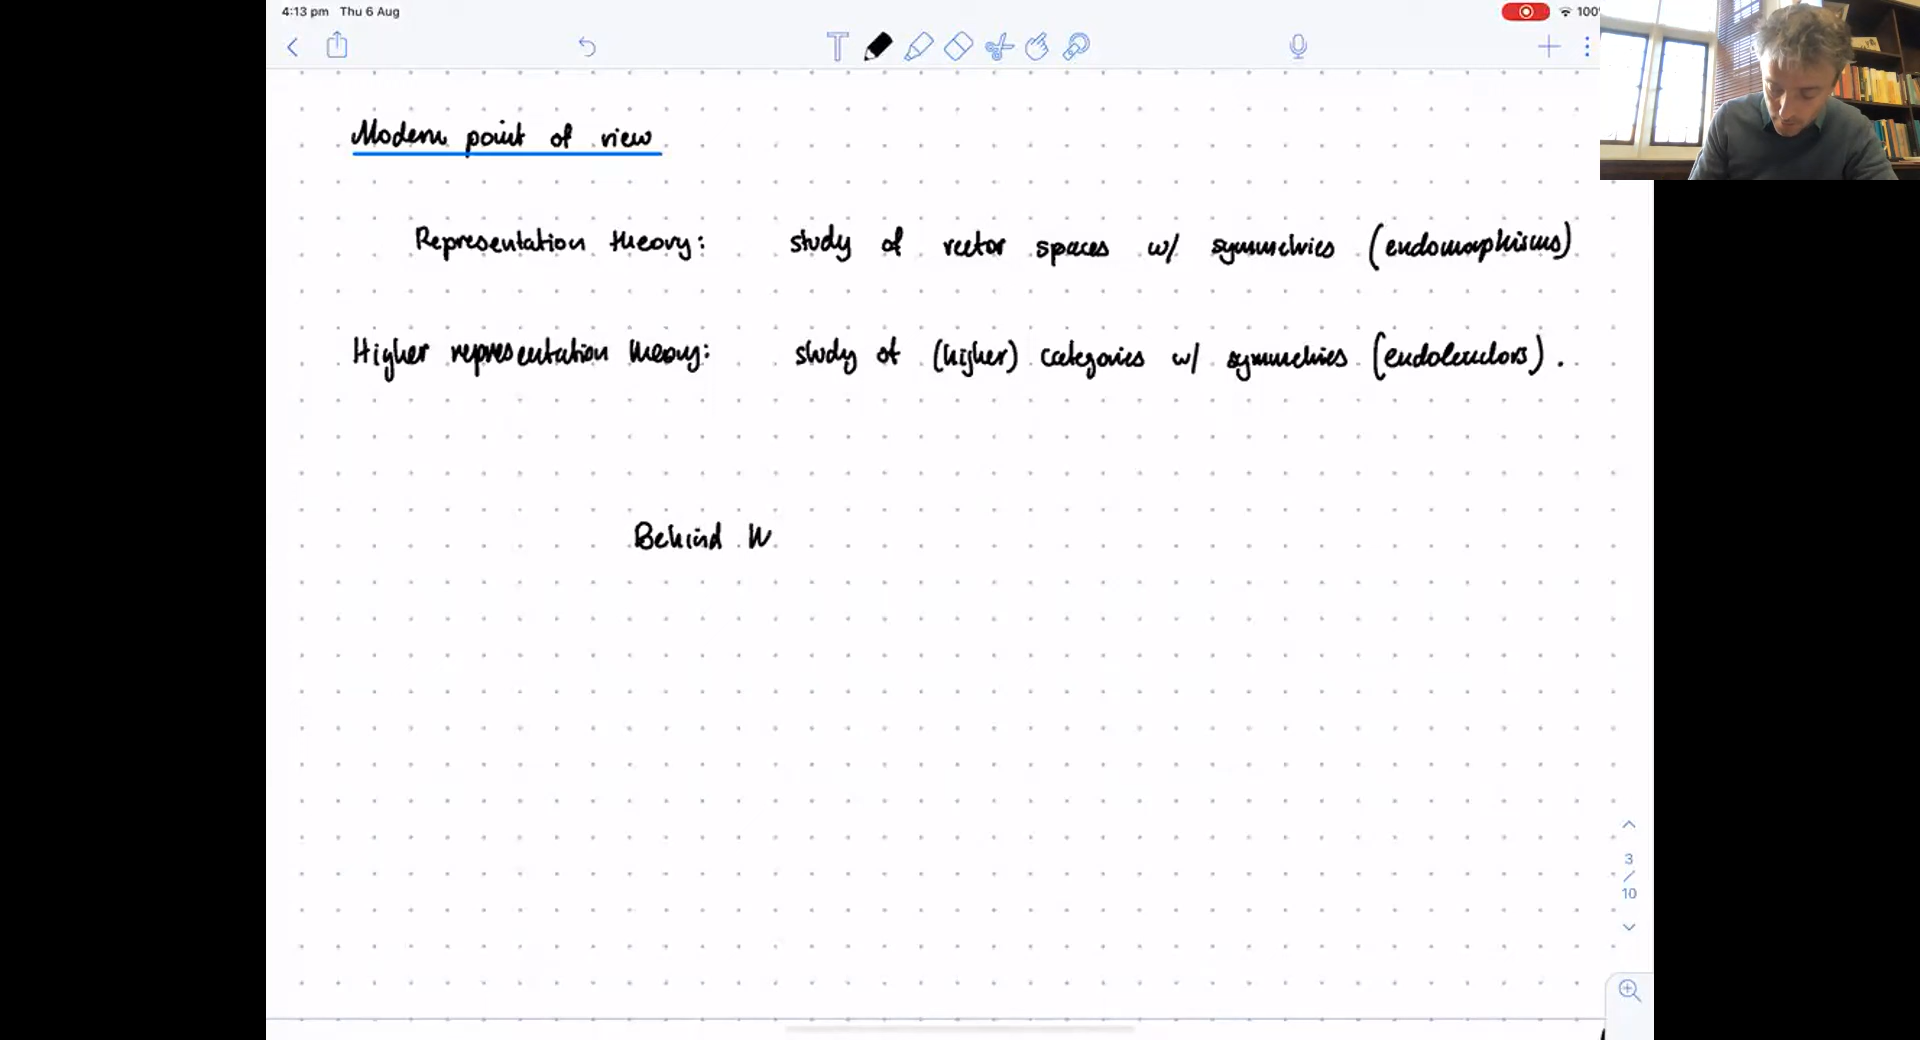 4:13 pm Thu 6 Aug
100
T
Modern point of view
Representation theory: study of vector spaces w/ symmetries (endomorphisms)
Higher representation theory: study of (higher) categories w/ symmetries (endofunctors).
Behind W
3
/
10